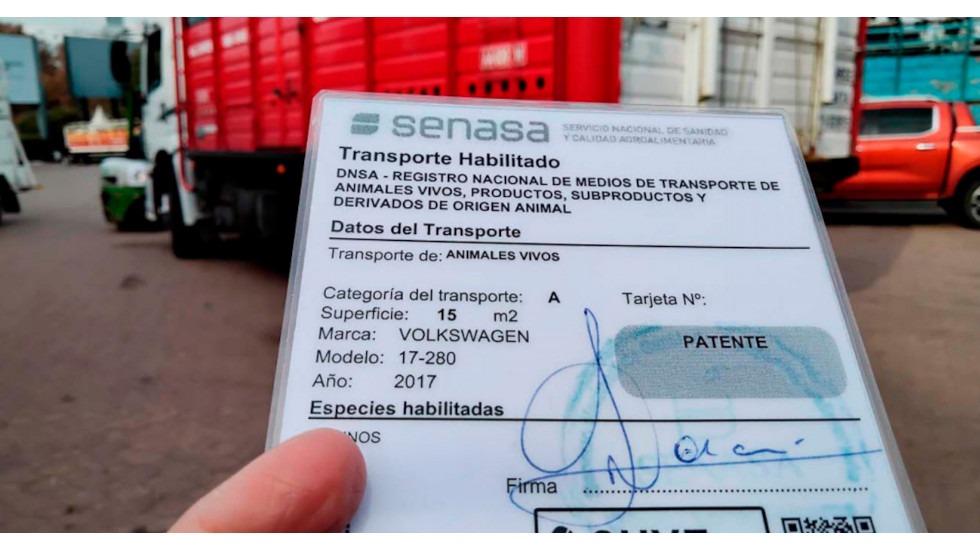 senasa SERVICIO NACIONAL DE SANIDAD
Y CALIDAD AGROALIMENTARIA
Transporte Habilitado
DNSA - REGISTRO NACIONAL DE MEDIOS DE TRANSPORTE DE
ANIMALES VIVOS, PRODUCTOS, SUBPRODUCTOS Y
DERIVADOS DE ORIGEN ANIMAL
Datos del Transporte
Transporte de: ANIMALES VIVOS
Categoría del transporte: A Tarjeta Nº:
Superficie: 15 m2
PATENTE
Marca: VOLKSWAGEN
Modelo: 17-280
Año: 2017
Especies habilitadas
NOS
Firma